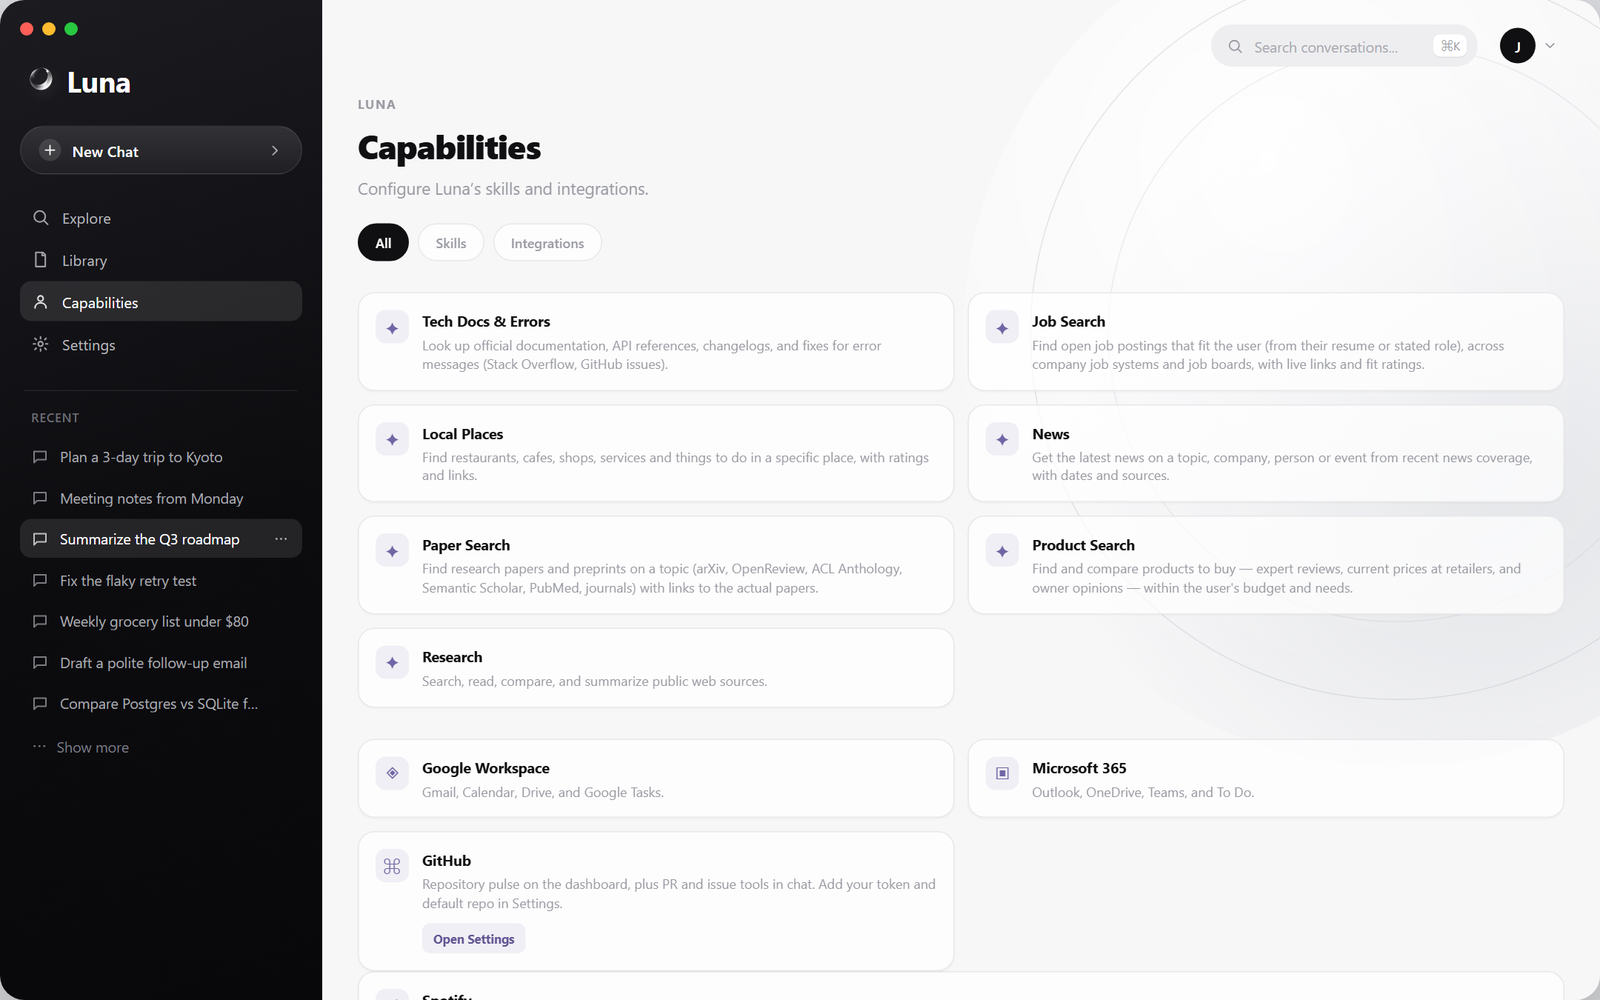 Luna
New Chat
Explore
Library
Capabilities
Settings
RECENT
Plan a 3-day trip to Kyoto
Meeting notes from Monday
Summarize the Q3 roadmap
Fix the flaky retry test
Weekly grocery list under $80
Draft a polite follow-up email
Compare Postgres vs SQLite f...
Show more
Search conversations...
⌘K
J
LUNA
Capabilities
Configure Luna's skills and integrations.
All
Skills
Integrations
Tech Docs & Errors
Look up official documentation, API references, changelogs, and fixes for error
messages (Stack Overflow, GitHub issues).
Job Search
Find open job postings that fit the user (from their resume or stated role), across
company job systems and job boards, with live links and fit ratings.
Local Places
Find restaurants, cafes, shops, services and things to do in a specific place, with ratings
and links.
News
Get the latest news on a topic, company, person or event from recent news coverage,
with dates and sources.
Paper Search
Find research papers and preprints on a topic (arXiv, OpenReview, ACL Anthology,
Semantic Scholar, PubMed, journals) with links to the actual papers.
Product Search
Find and compare products to buy — expert reviews, current prices at retailers, and
owner opinions — within the user's budget and needs.
Research
Search, read, compare, and summarize public web sources.
Google Workspace
Gmail, Calendar, Drive, and Google Tasks.
Microsoft 365
Outlook, OneDrive, Teams, and To Do.
GitHub
Repository pulse on the dashboard, plus PR and issue tools in chat. Add your token and
default repo in Settings.
Open Settings
Spotify